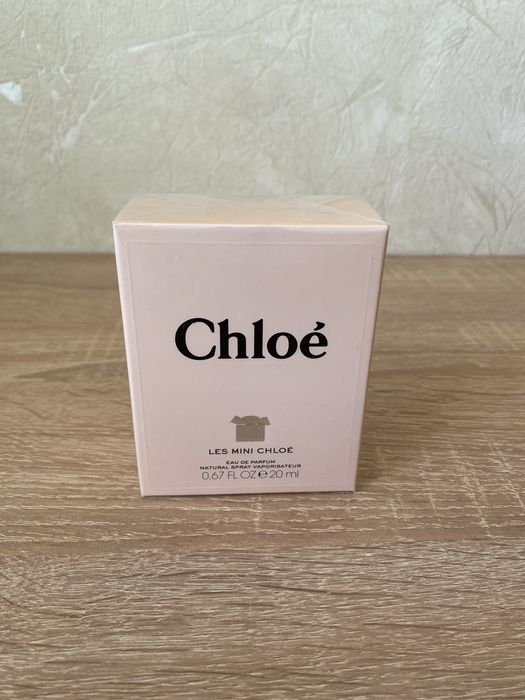 Chloé
LES MINI CHLOÉ
EAU DE PARFUM
NATURAL SPRAY VAPORISATEUR
0.67 FL OZ ℮ 20 ml